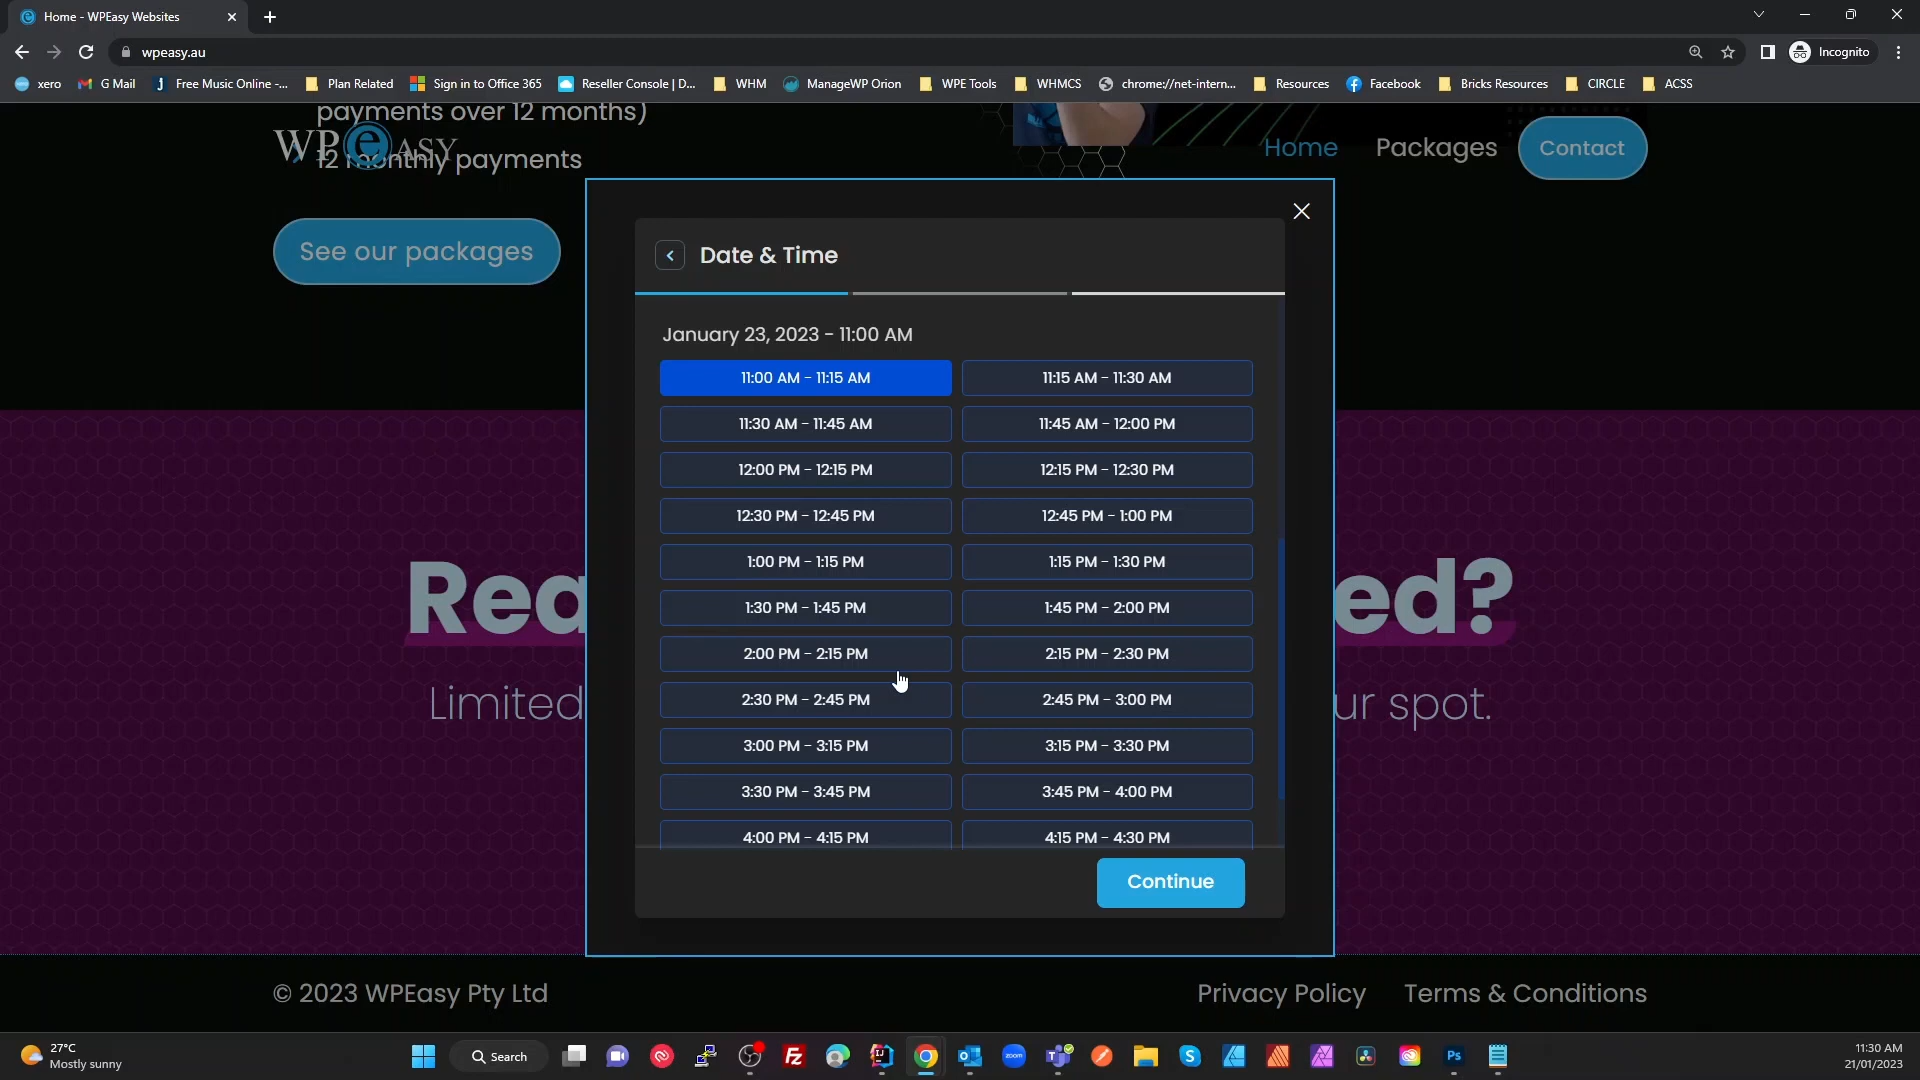 Home - WPEasy Websites
wpeasy.au
Incognito
xero
G Mail
Free Music Online -...
Plan Related
Sign in to Office 365
Reseller Console | D...
WHM
ManageWP Orion
WPE Tools
WHMCS
chrome://net-intern...
Resources
Facebook
Bricks Resources
CIRCLE
ACSS
payments over 12 months)
WPeASY
12 monthly payments
Home
Packages
Contact
See our packages
Date & Time
January 23, 2023 - 11:00 AM
11:00 AM - 11:15 AM
11:15 AM - 11:30 AM
11:30 AM - 11:45 AM
11:45 AM - 12:00 PM
12:00 PM - 12:15 PM
12:15 PM - 12:30 PM
12:30 PM - 12:45 PM
12:45 PM - 1:00 PM
1:00 PM - 1:15 PM
1:15 PM - 1:30 PM
1:30 PM - 1:45 PM
1:45 PM - 2:00 PM
2:00 PM - 2:15 PM
2:15 PM - 2:30 PM
2:30 PM - 2:45 PM
2:45 PM - 3:00 PM
3:00 PM - 3:15 PM
3:15 PM - 3:30 PM
3:30 PM - 3:45 PM
3:45 PM - 4:00 PM
4:00 PM - 4:15 PM
4:15 PM - 4:30 PM
Continue
ed?
Limited
ur spot.
© 2023 WPEasy Pty Ltd
Privacy Policy
Terms & Conditions
27°C
Mostly sunny
Search
zoom
Ps
11:30 AM
21/01/2023